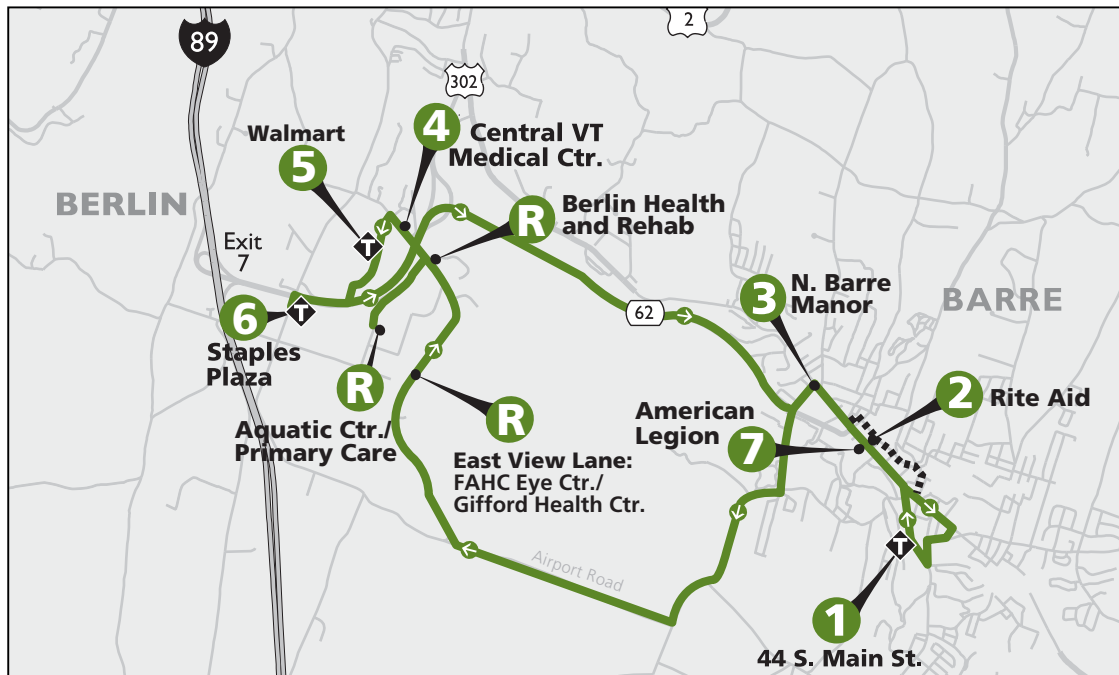 2
89
302
4
Central VT
Medical Ctr.
Walmart
5
BERLIN
R
Berlin Health
and Rehab
Exit
7
T
T
6
Staples
Plaza
62
3
N. Barre
Manor
BARRE
R
Aquatic Ctr./
Primary Care
R
East View Lane:
FAHC Eye Ctr./
Gifford Health Ctr.
American
Legion
7
2
Rite Aid
Airport Road
T
1
44 S. Main St.